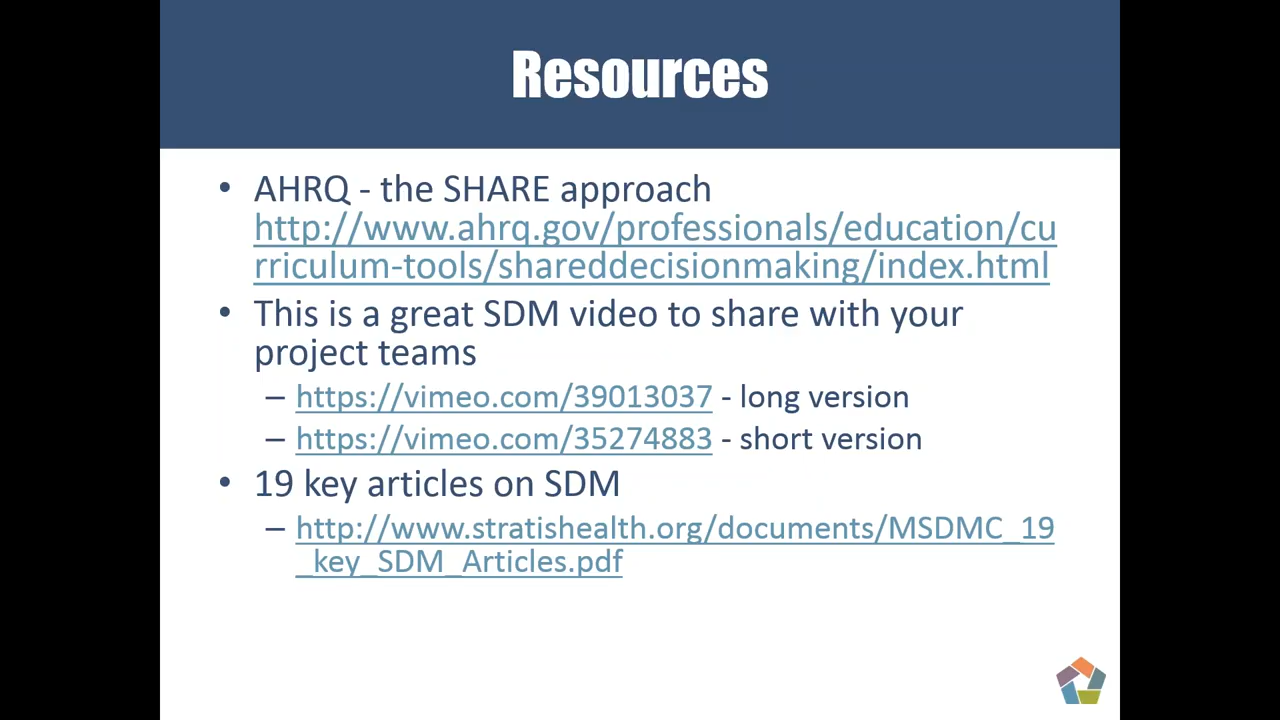 Resources
• AHRQ - the SHARE approach
http://www.ahrq.gov/professionals/education/cu
rriculum-tools/shareddecisionmaking/index.html
• This is a great SDM video to share with your
project teams
– https://vimeo.com/39013037 - long version
– https://vimeo.com/35274883 - short version
• 19 key articles on SDM
– http://www.stratishealth.org/documents/MSDMC_19
_key_SDM_Articles.pdf